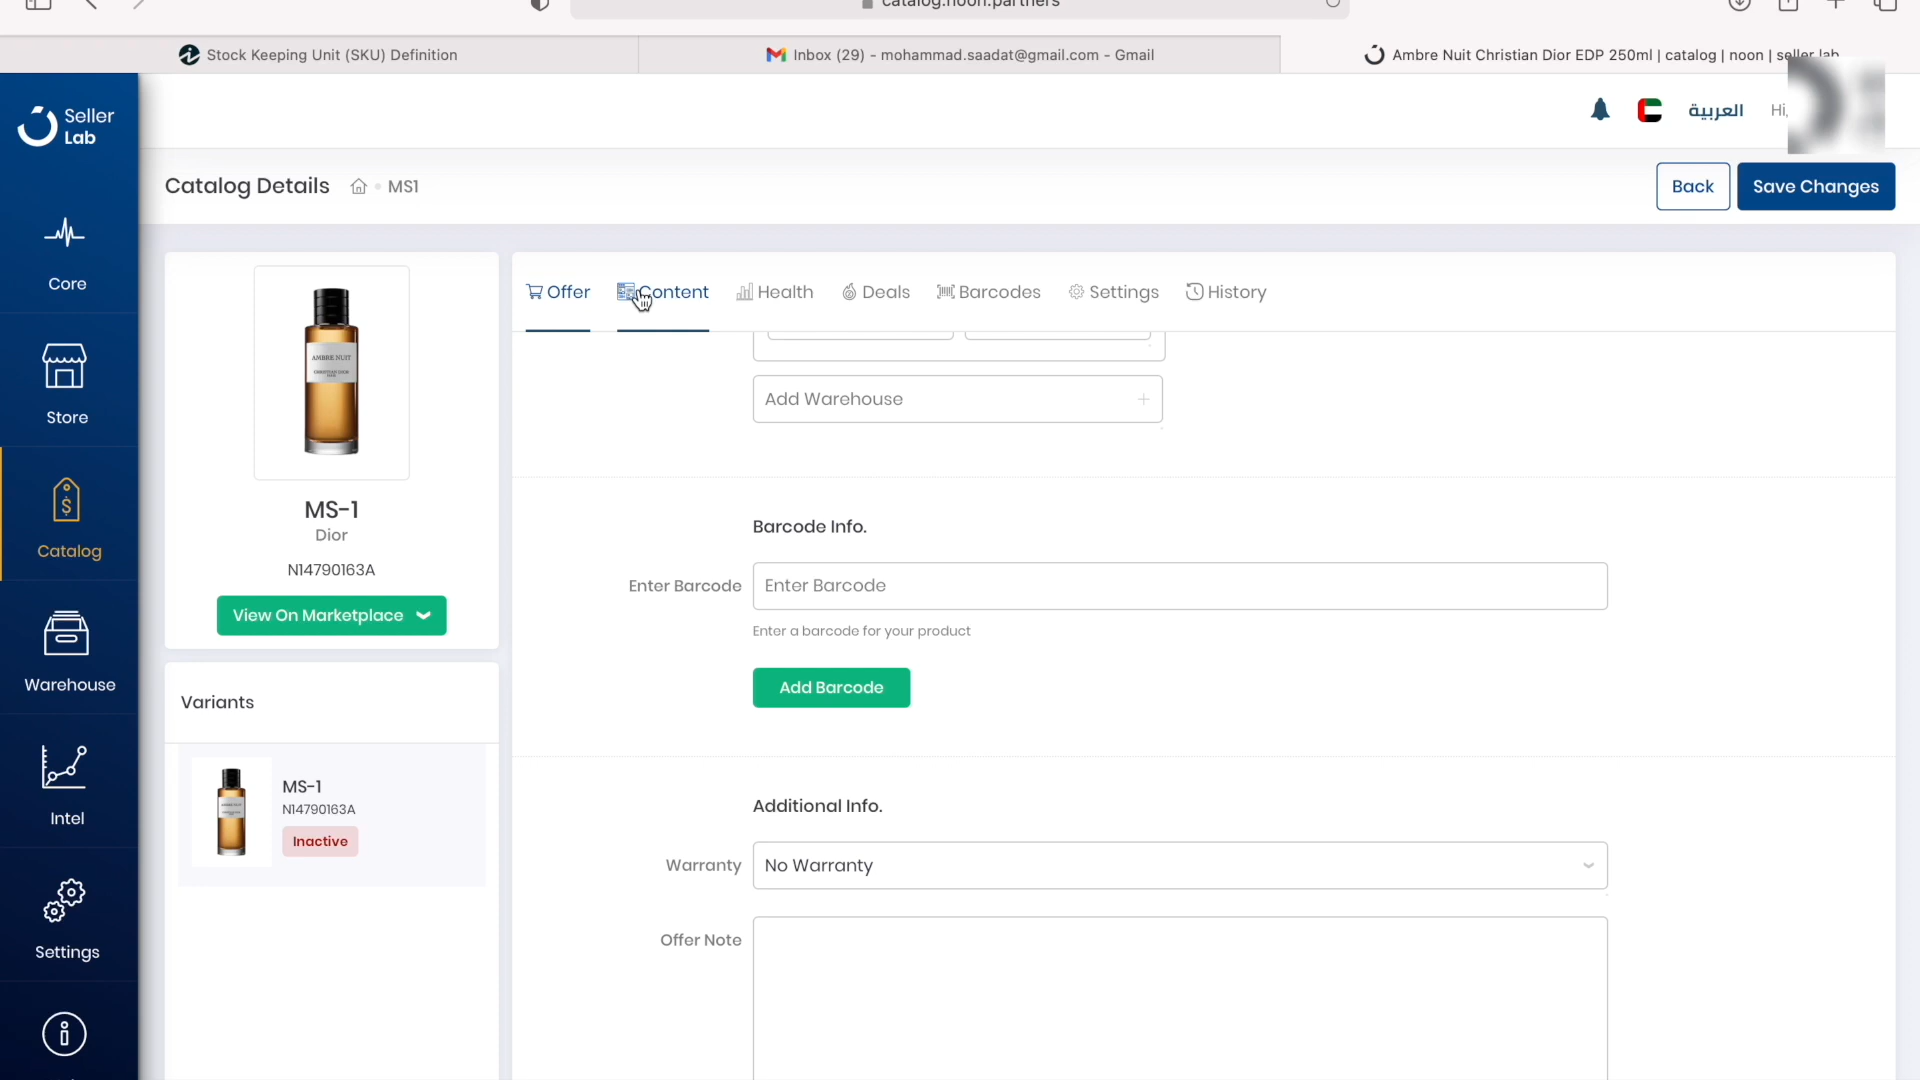 catalog.noon.partners
Stock Keeping Unit (SKU) Definition
Inbox (29) - mohammad.saadat@gmail.com - Gmail
Ambre Nuit Christian Dior EDP 250ml | catalog | noon | seller lab
Seller
Lab
العربية
Hi,
Catalog Details
MS1
Back
Save Changes
Core
Store
Catalog
Warehouse
Intel
Settings
AMBRE NUIT
CHRISTIAN DIOR
MS-1
Dior
N14790163A
View On Marketplace
Variants
MS-1
N14790163A
Inactive
Offer
Content
Health
Deals
Barcodes
Settings
History
Add Warehouse
Barcode Info.
Enter Barcode
Enter Barcode
Enter a barcode for your product
Add Barcode
Additional Info.
Warranty
No Warranty
Offer Note